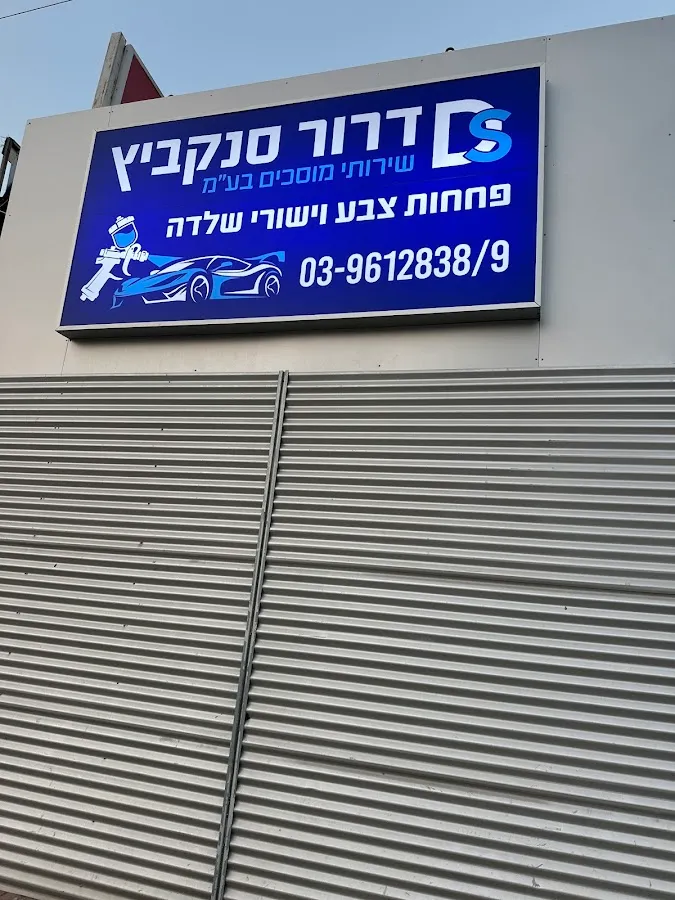 DS
דרור סנקביץ
שירותי מוסכים בע"מ
פחחות צבע וישורי שלדה
03-9612838/9